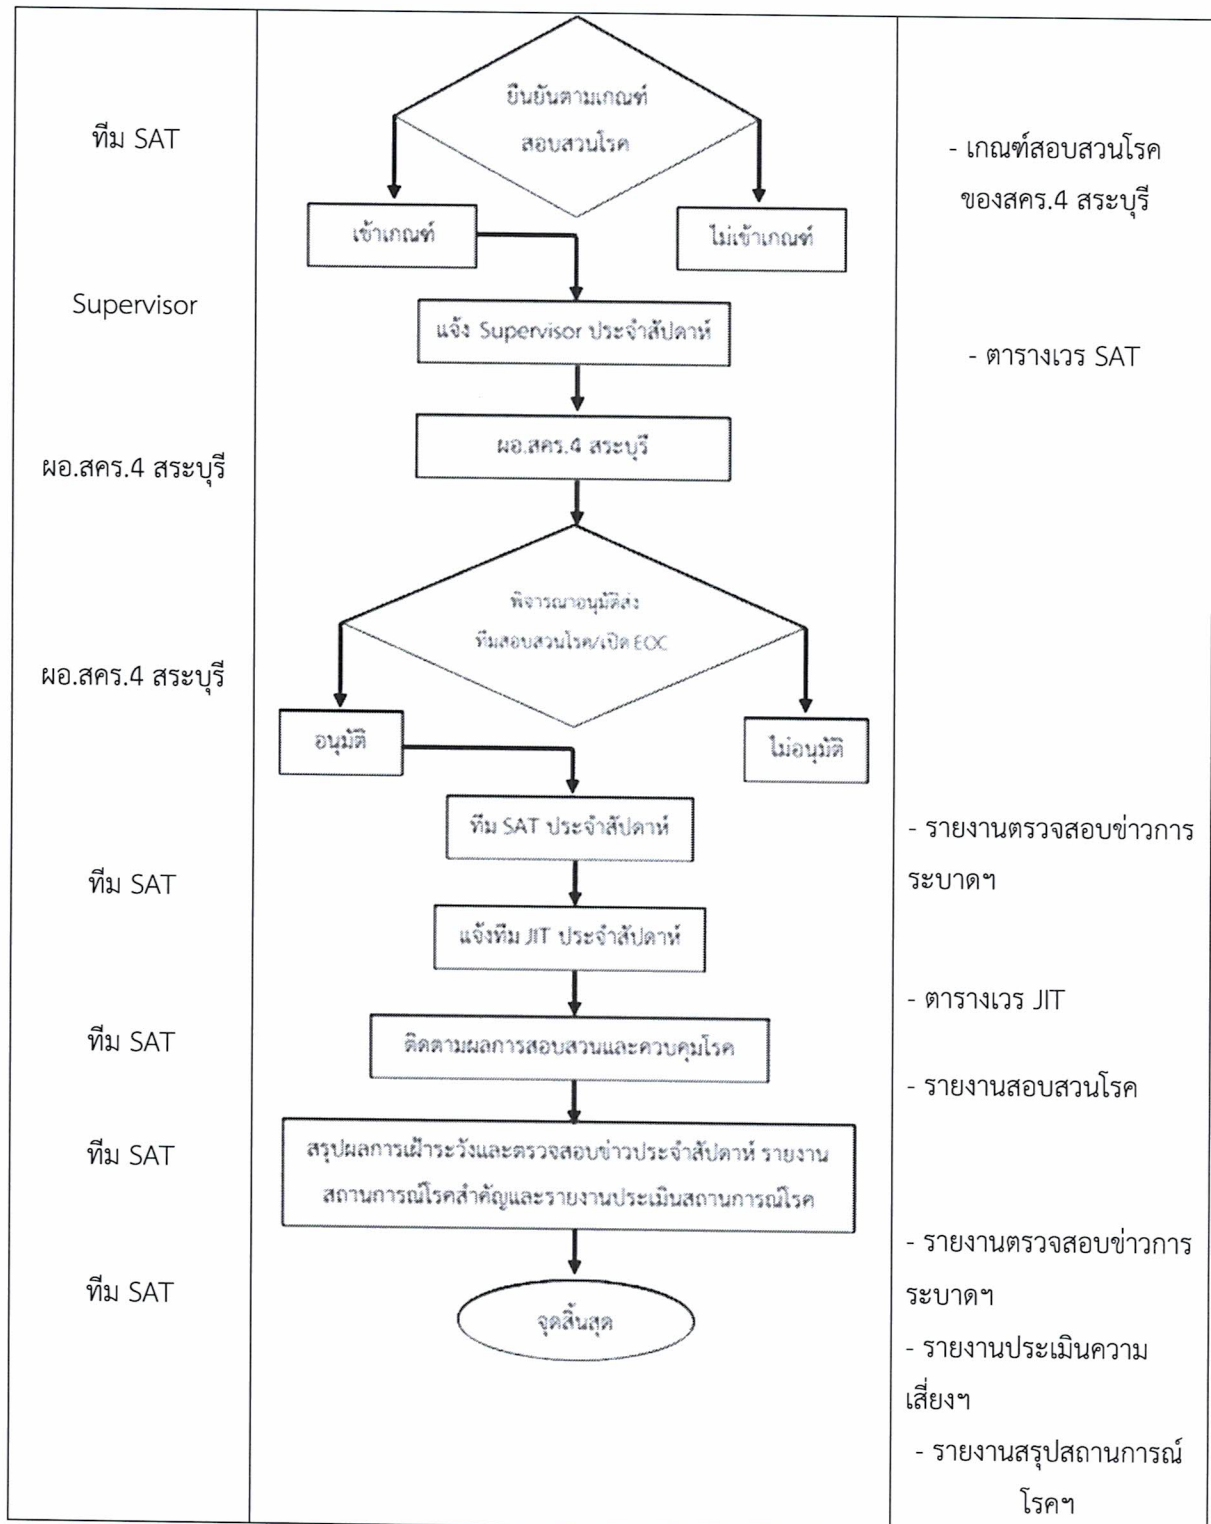 ยืนยันตามเกณฑ์
สอบสวนโรค
ทีม SAT
- เกณฑ์สอบสวนโรค
ของสคร.4 สระบุรี
เข้าเกณฑ์
ไม่เข้าเกณฑ์
Supervisor
แจ้ง Supervisor ประจำสัปดาห์
- ตารางเวร SAT
ผอ.สคร.4 สระบุรี
ผอ.สคร.4 สระบุรี
พิจารณาอนุมัติส่ง
ทีมสอบสวนโรค/เปิด EOC
ผอ.สคร.4 สระบุรี
อนุมัติ
ไม่อนุมัติ
ทีม SAT ประจำสัปดาห์
- รายงานตรวจสอบข่าวการ
ระบาดฯ
ทีม SAT
แจ้งทีม JIT ประจำสัปดาห์
- ตารางเวร JIT
ทีม SAT
ติดตามผลการสอบสวนและควบคุมโรค
- รายงานสอบสวนโรค
ทีม SAT
สรุปผลการเฝ้าระวังและตรวจสอบข่าวประจำสัปดาห์ รายงาน
สถานการณ์โรคสำคัญและรายงานประเมินสถานการณ์โรค
- รายงานตรวจสอบข่าวการ
ระบาดฯ
ทีม SAT
จุดสิ้นสุด
- รายงานประเมินความ
เสี่ยงฯ
- รายงานสรุปสถานการณ์
โรคฯ